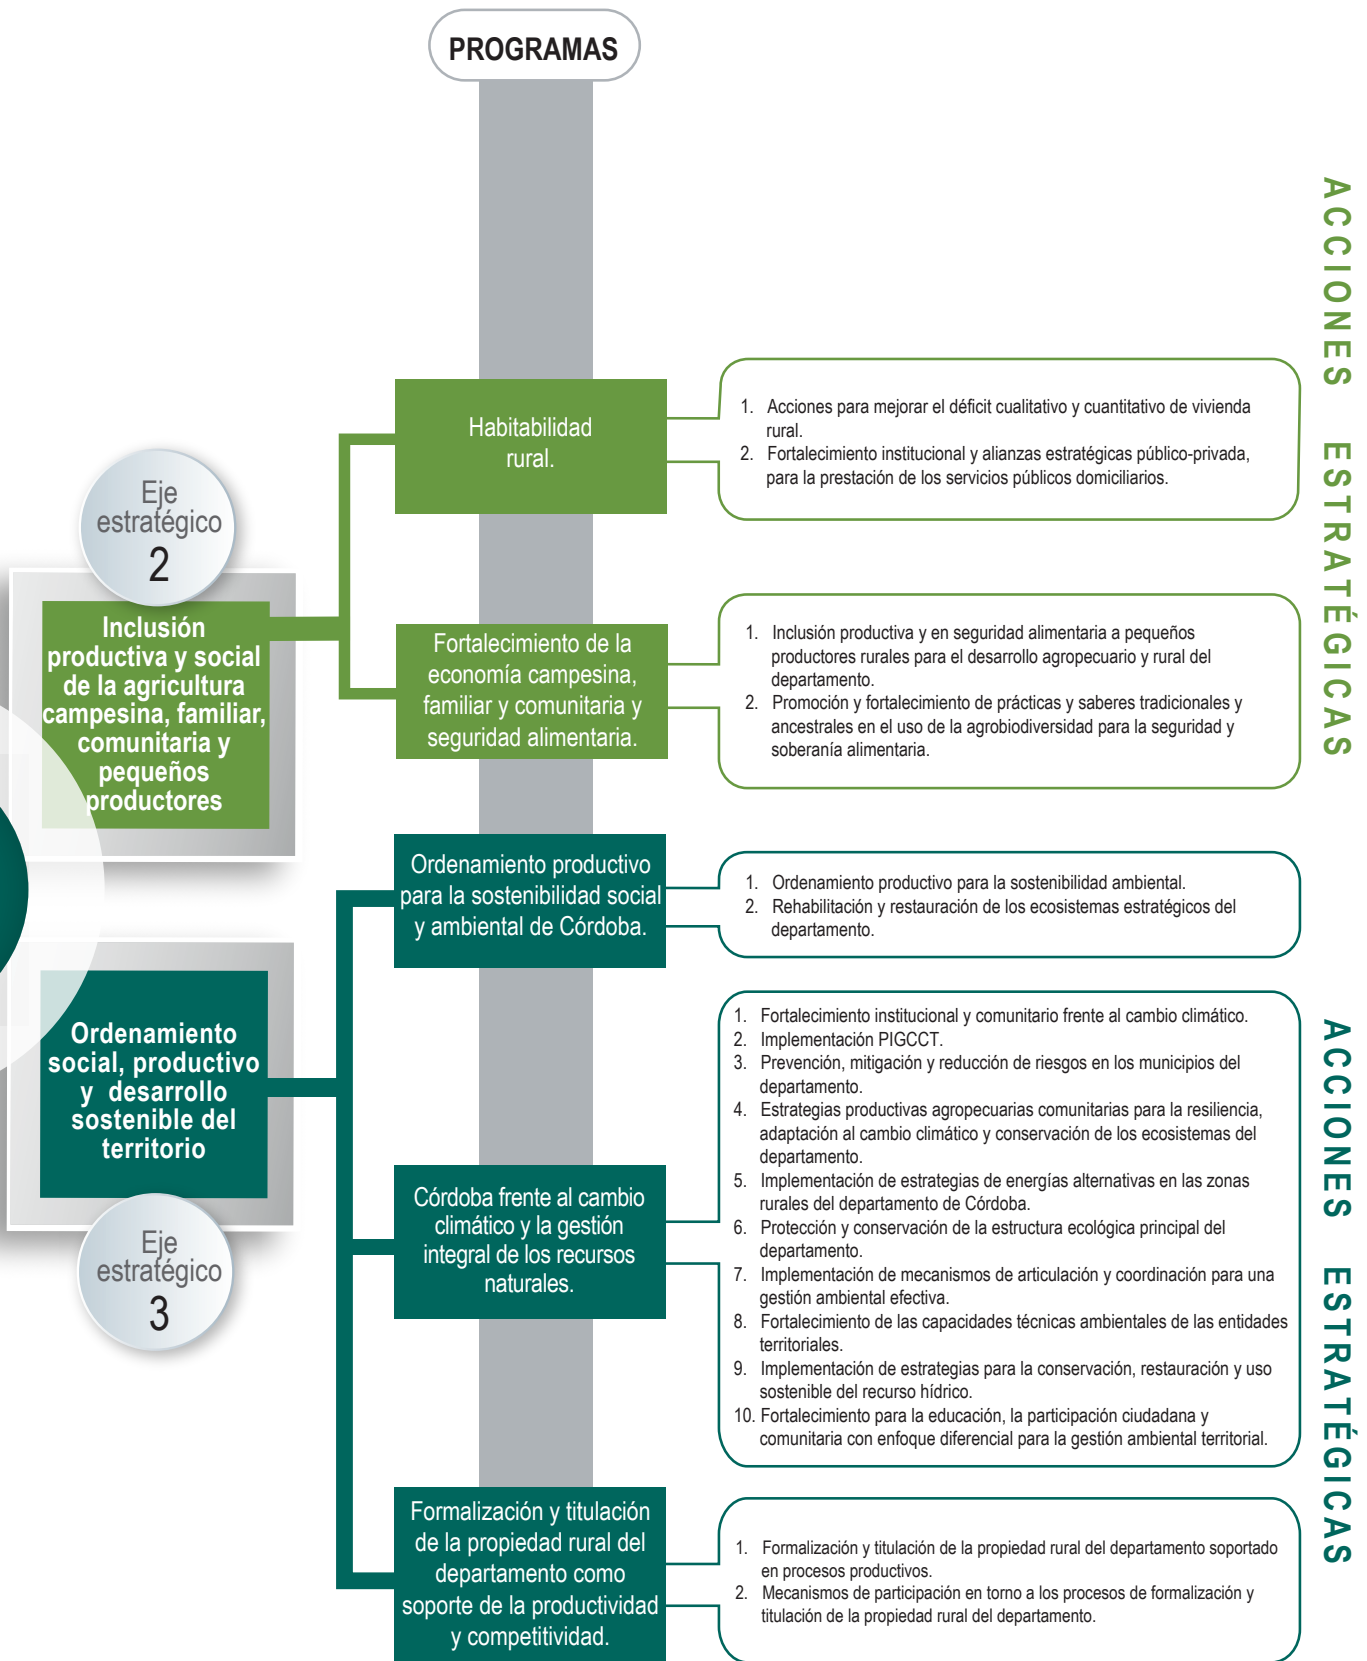 PROGRAMAS
ACCIONES ESTRATÉGICAS
Eje
estratégico
2
Inclusión
productiva y social
de la agricultura
campesina, familiar,
comunitaria y
pequeños
productores
Habitabilidad
rural.
1. Acciones para mejorar el déficit cualitativo y cuantitativo de vivienda
rural.
2. Fortalecimiento institucional y alianzas estratégicas público-privada,
para la prestación de los servicios públicos domiciliarios.
Fortalecimiento de la
economía campesina,
familiar y comunitaria y
seguridad alimentaria.
1. Inclusión productiva y en seguridad alimentaria a pequeños
productores rurales para el desarrollo agropecuario y rural del
departamento.
2. Promoción y fortalecimiento de prácticas y saberes tradicionales y
ancestrales en el uso de la agrobiodiversidad para la seguridad y
soberanía alimentaria.
Ordenamiento
social, productivo
y desarrollo
sostenible del
territorio
Eje
estratégico
3
Ordenamiento productivo
para la sostenibilidad social
y ambiental de Córdoba.
1. Ordenamiento productivo para la sostenibilidad ambiental.
2. Rehabilitación y restauración de los ecosistemas estratégicos del
departamento.
Córdoba frente al cambio
climático y la gestión
integral de los recursos
naturales.
1. Fortalecimiento institucional y comunitario frente al cambio climático.
2. Implementación PIGCCT.
3. Prevención, mitigación y reducción de riesgos en los municipios del
departamento.
4. Estrategias productivas agropecuarias comunitarias para la resiliencia,
adaptación al cambio climático y conservación de los ecosistemas del
departamento.
5. Implementación de estrategias de energías alternativas en las zonas
rurales del departamento de Córdoba.
6. Protección y conservación de la estructura ecológica principal del
departamento.
7. Implementación de mecanismos de articulación y coordinación para una
gestión ambiental efectiva.
8. Fortalecimiento de las capacidades técnicas ambientales de las entidades
territoriales.
9. Implementación de estrategias para la conservación, restauración y uso
sostenible del recurso hídrico.
10. Fortalecimiento para la educación, la participación ciudadana y
comunitaria con enfoque diferencial para la gestión ambiental territorial.
Formalización y titulación
de la propiedad rural del
departamento como
soporte de la productividad
y competitividad.
1. Formalización y titulación de la propiedad rural del departamento soportado
en procesos productivos.
2. Mecanismos de participación en torno a los procesos de formalización y
titulación de la propiedad rural del departamento.
ACCIONES ESTRATÉGICAS